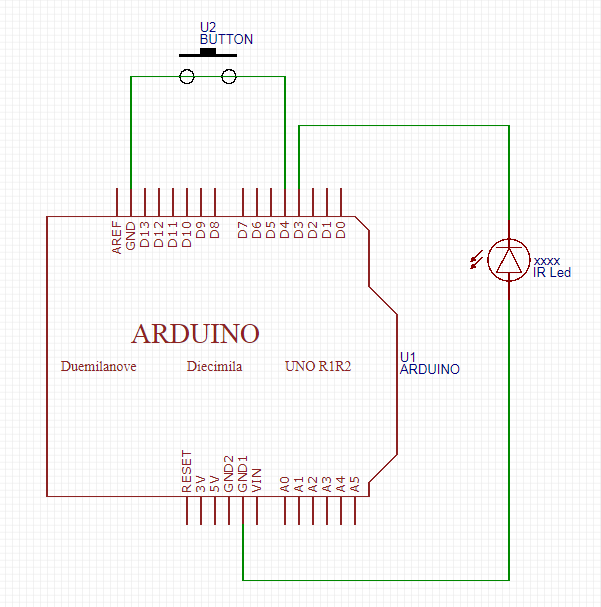 U2
BUTTON
AREF
GND
D13
D12
D11
D10
D9
D8
D7
D6
D5
D4
D3
D2
D1
D0
xxxx
IR Led
ARDUINO
Duemilanove Diecimila UNO R1R2
U1
ARDUINO
RESET
3V
5V
GND2
GND1
VIN
A0
A1
A2
A3
A4
A5